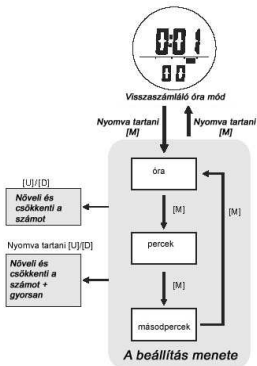 0:01
00
Visszaszámláló óra mód
Nyomva tartani
[M]
Nyomva tartani
[M]
óra
[U]/[D]
Növeli és
csökkenti a
számot
[M]
[M]
Nyomva tartani [U]/[D]
percek
Növeli és
csökkenti a
számot +
gyorsan
[M]
másodpercek
A beállítás menete